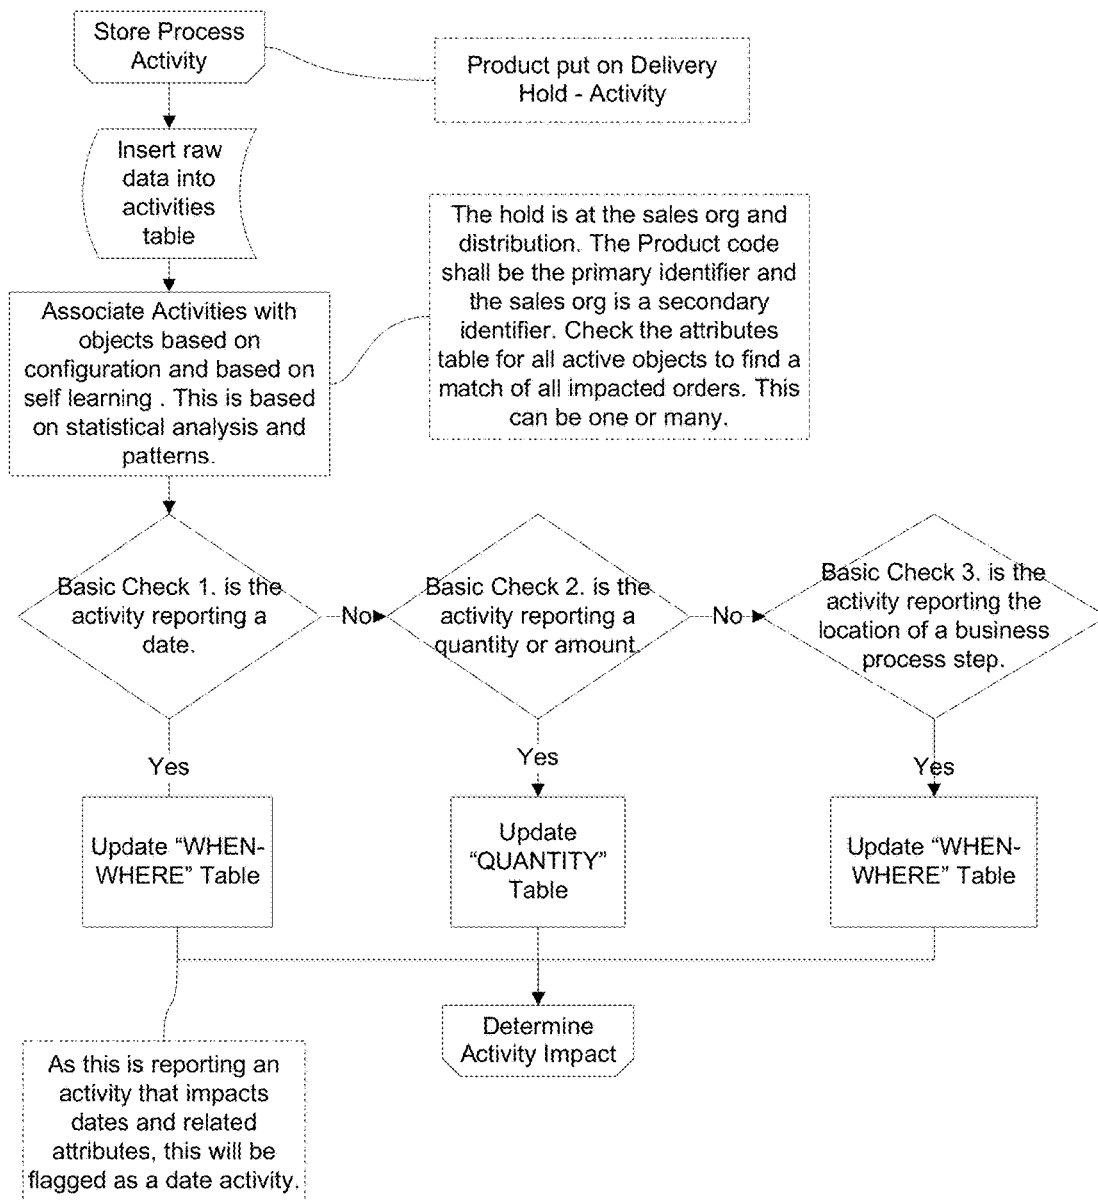 Store Process
Activity
Product put on Delivery
Hold - Activity
Insert raw
data into
activities
table
The hold is at the sales org and
distribution. The Product code
shall be the primary identifier and
the sales org is a secondary
identifier. Check the attributes
table for all active objects to find a
match of all impacted orders. This
can be one or many.
Associate Activities with
objects based on
configuration and based on
self learning . This is based
on statistical analysis and
patterns.
Basic Check 1. is the
activity reporting a
date.
No
Basic Check 2. is the
activity reporting a
quantity or amount.
No
Basic Check 3. is the
activity reporting the
location of a business
process step.
Yes
Yes
Yes
Update “WHEN-
WHERE” Table
Update
“QUANTITY”
Table
Update “WHEN-
WHERE” Table
Determine
Activity Impact
As this is reporting an
activity that impacts
dates and related
attributes, this will be
flagged as a date activity.